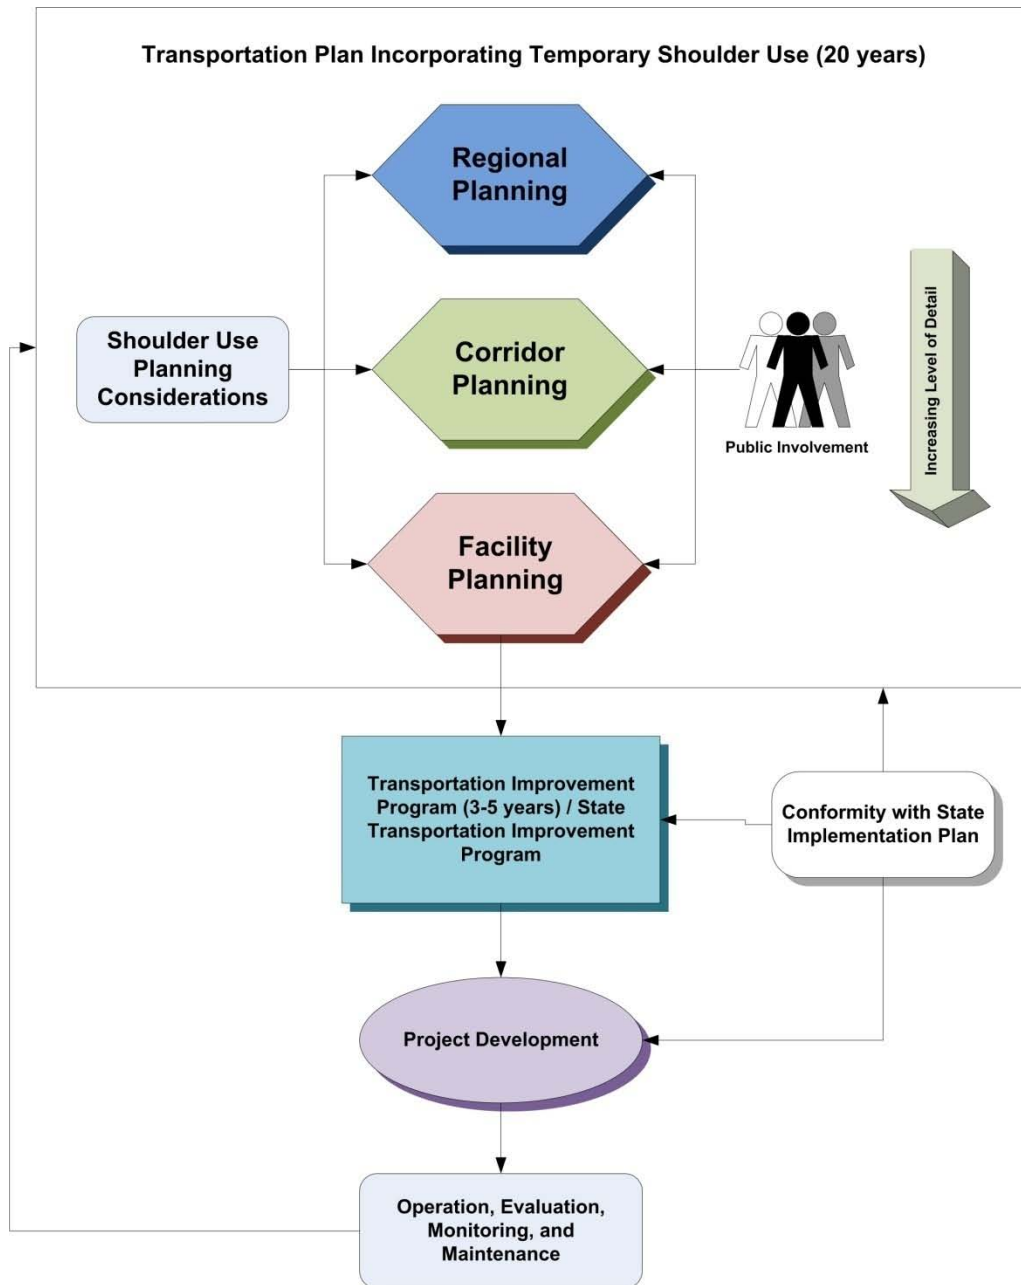 Transportation Plan Incorporating Temporary Shoulder Use (20 years)
Regional
Planning
Shoulder Use
Planning
Considerations
Corridor
Planning
Public Involvement
Increasing Level of Detail
Facility
Planning
Transportation Improvement
Program (3-5 years) / State
Transportation Improvement
Program
Conformity with State
Implementation Plan
Project Development
Operation, Evaluation,
Monitoring, and
Maintenance